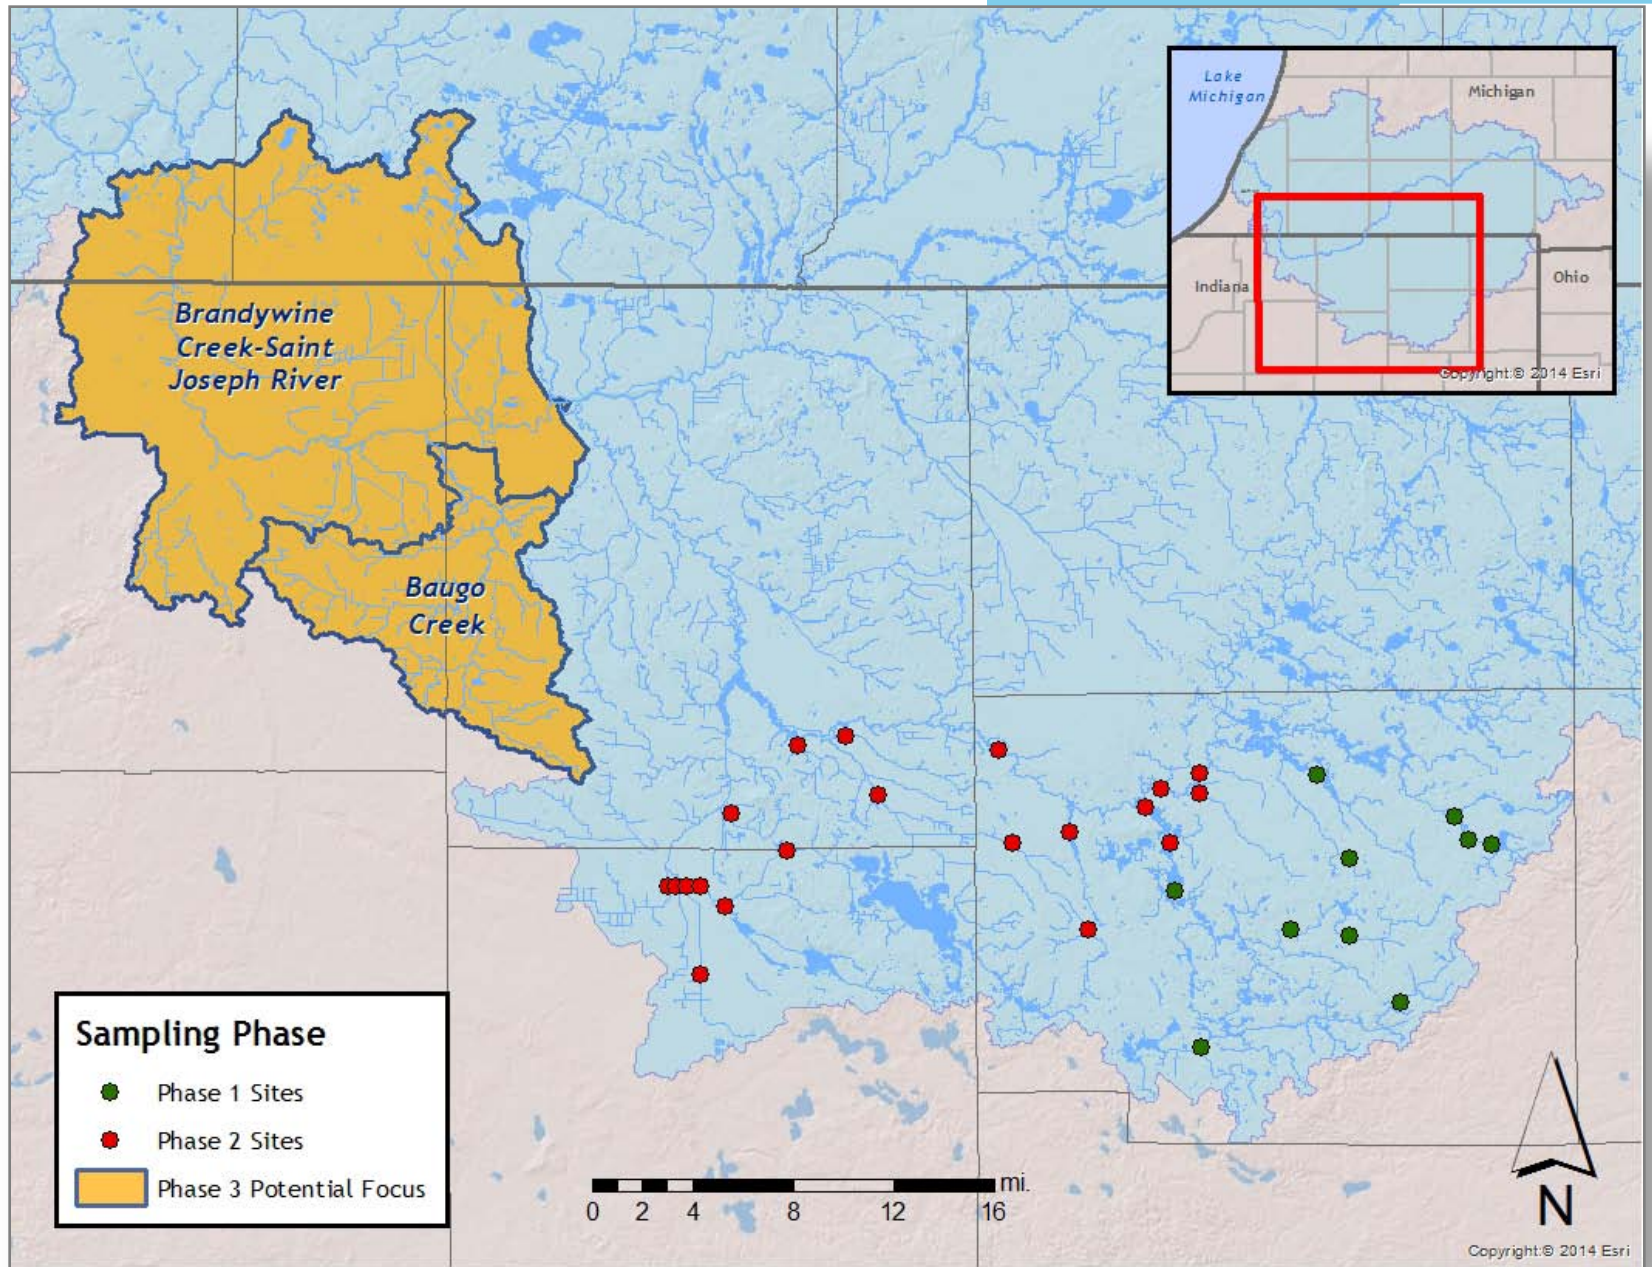 Lake
Michigan
Michigan
Indiana
Ohio
Copyright:© 2014 Esri
Brandywine
Creek-Saint
Joseph River
Baugo
Creek
Sampling Phase
Phase 1 Sites
Phase 2 Sites
Phase 3 Potential Focus
mi.
0 2 4 8 12 16
N
Copyright:© 2014 Esri